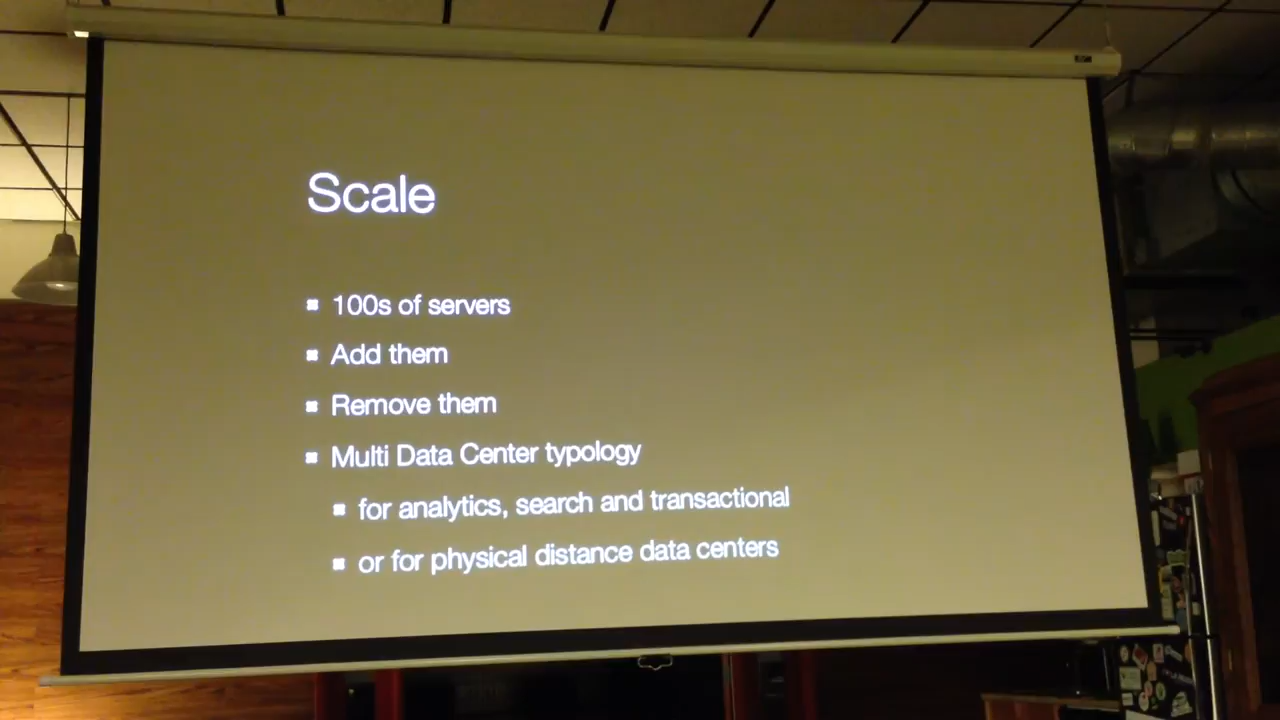 Scale
100s of servers
Add them
Remove them
Multi Data Center typology
for analytics, search and transactional
or for physical distance data centers